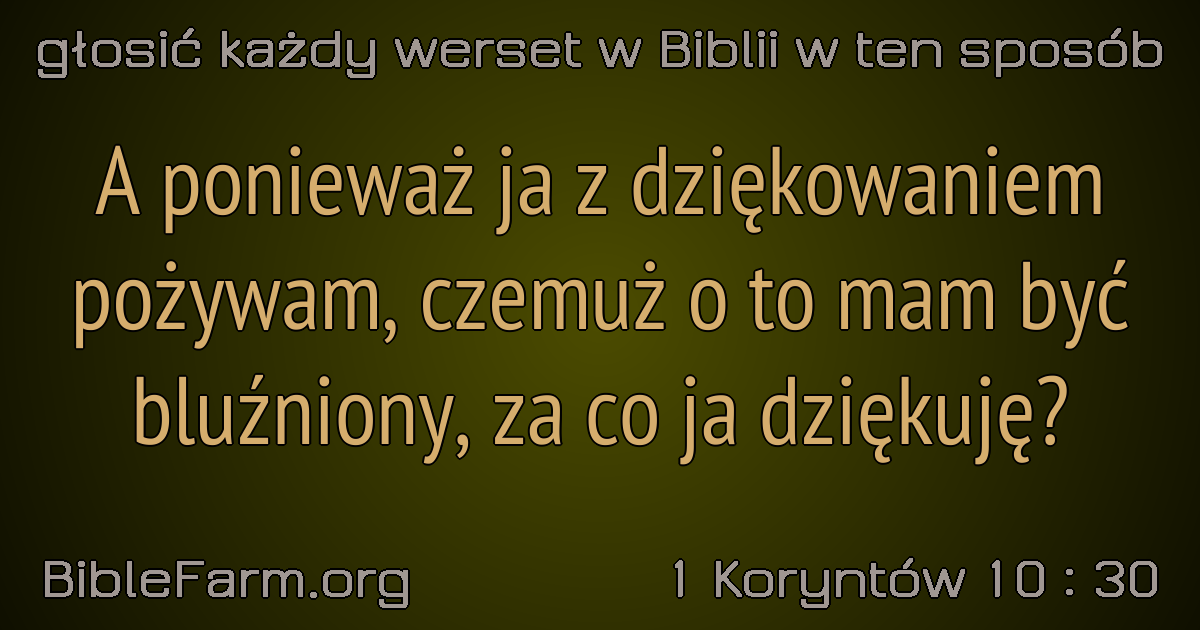 głosić każdy werset w Biblii w ten sposób
A ponieważ ja z dziękowaniem
pożywam, czemuż o to mam być
bluźniony, za co ja dziękuję?
BibleFarm.org
1 Koryntów 10 : 30